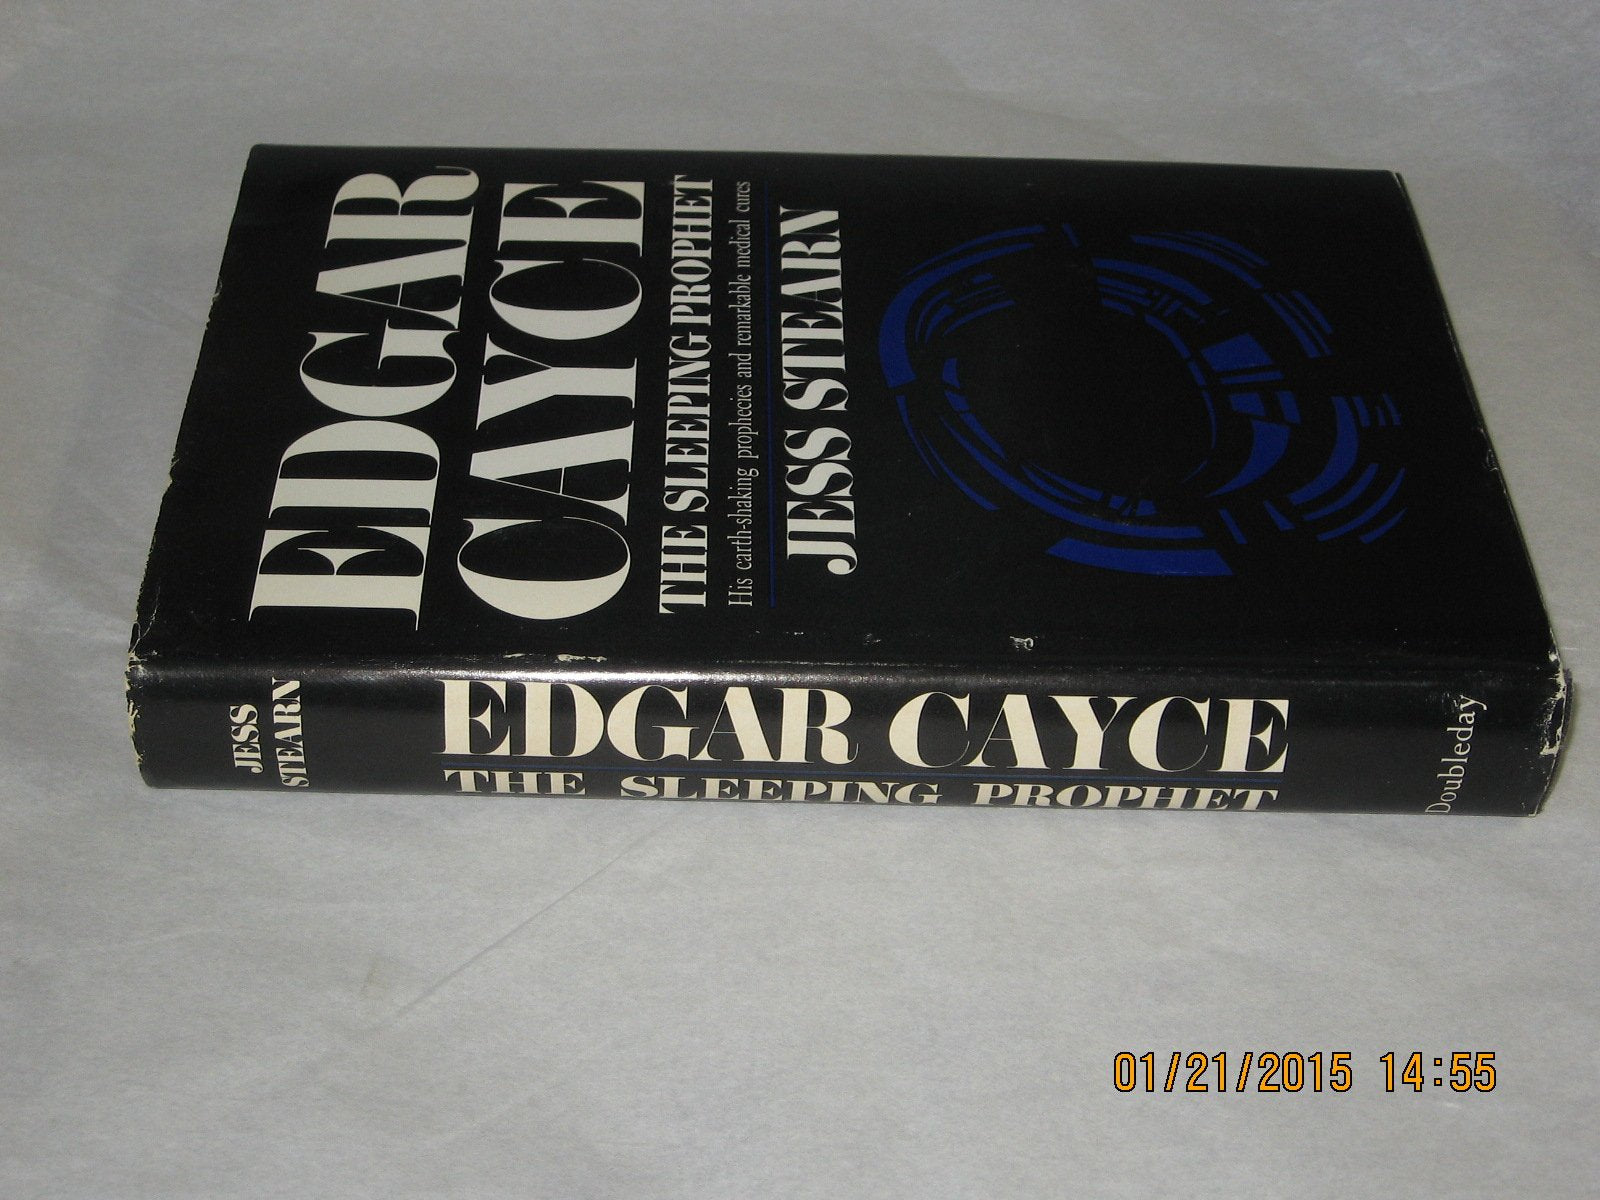 EDGAR
CAYCE
THE SLEEPING PROPHET
His earth-shaking prophecies and remarkable medical cures
JESS STEARN
JESS
STEARN
EDGAR CAYCE
THE SLEEPING PROPHET
Doubleday
01/21/2015 14:55